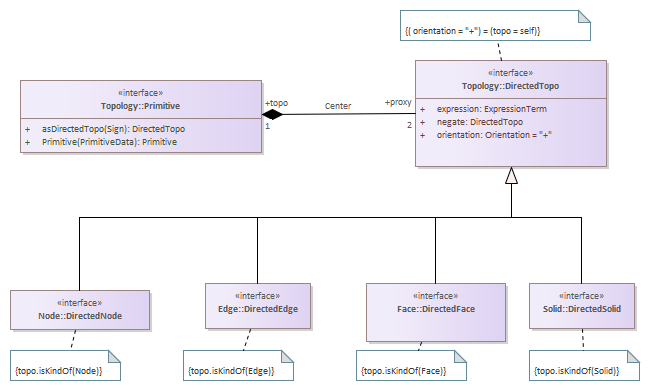 {( orientation = "+") = (topo = self)}
«interface»
Topology::Primitive
+ asDirectedTopo(Sign): DirectedTopo
+ Primitive(PrimitiveData): Primitive
+topo
1
Center
+proxy
2
«interface»
Topology::DirectedTopo
+ expression: ExpressionTerm
+ negate: DirectedTopo
+ orientation: Orientation = "+"
«interface»
Node::DirectedNode
«interface»
Edge::DirectedEdge
«interface»
Face::DirectedFace
«interface»
Solid::DirectedSolid
{topo.isKindOf(Node)}
{topo.isKindOf(Edge)}
{topo.isKindOf(Face)}
{topo.isKindOf(Solid)}